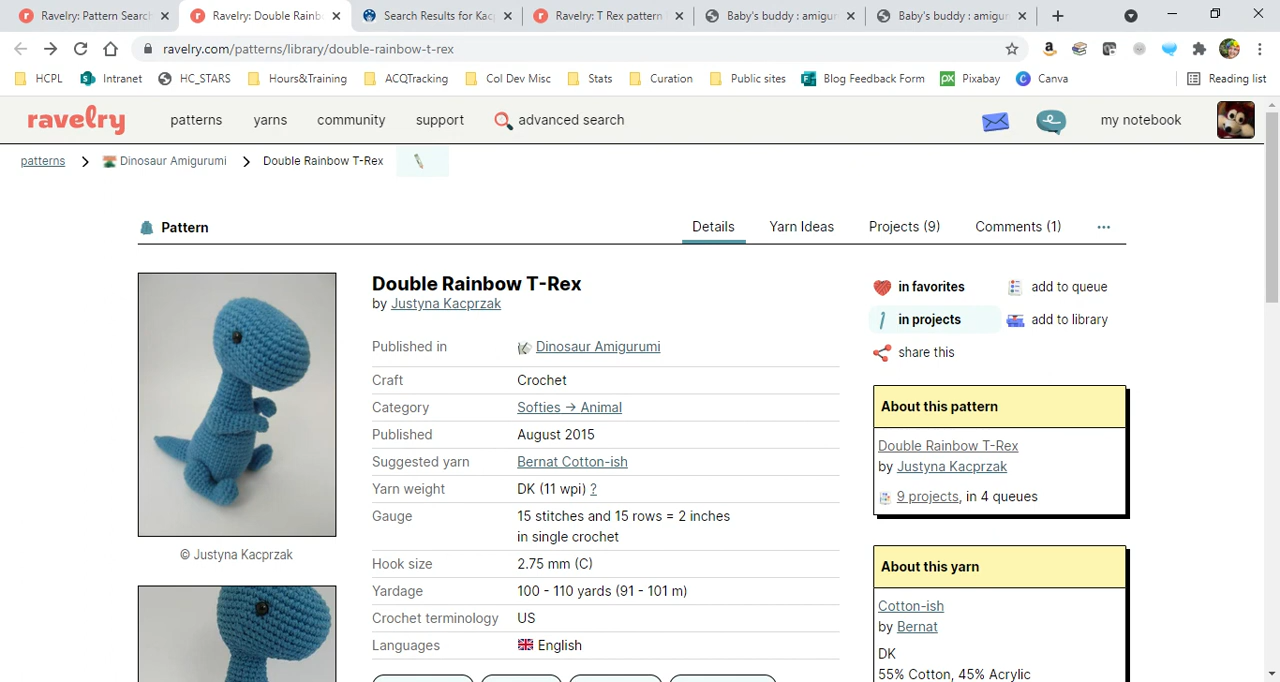 Ravelry: Pattern Search
Ravelry: Double Rainb
Search Results for Kac
Ravelry: T Rex pattern
Baby's buddy : amigur
Baby's buddy : amigur
ravelry.com/patterns/library/double-rainbow-t-rex
HCPL Intranet HC_STARS Hours&Training ACQTracking Col Dev Misc Stats Curation Public sites Blog Feedback Form Pixabay Canva Reading list
ravelry patterns yarns community support advanced search my notebook
patterns > Dinosaur Amigurumi > Double Rainbow T-Rex
Pattern
Details Yarn Ideas Projects (9) Comments (1) ...
Double Rainbow T-Rex
by Justyna Kacprzak
Published in Dinosaur Amigurumi
Craft Crochet
Category Softies → Animal
Published August 2015
Suggested yarn Bernat Cotton-ish
Yarn weight DK (11 wpi) ?
Gauge 15 stitches and 15 rows = 2 inches
in single crochet
Hook size 2.75 mm (C)
Yardage 100 - 110 yards (91 - 101 m)
Crochet terminology US
Languages English
© Justyna Kacprzak
in favorites add to queue
in projects add to library
share this
About this pattern
Double Rainbow T-Rex
by Justyna Kacprzak
9 projects, in 4 queues
About this yarn
Cotton-ish
by Bernat
DK
55% Cotton, 45% Acrylic